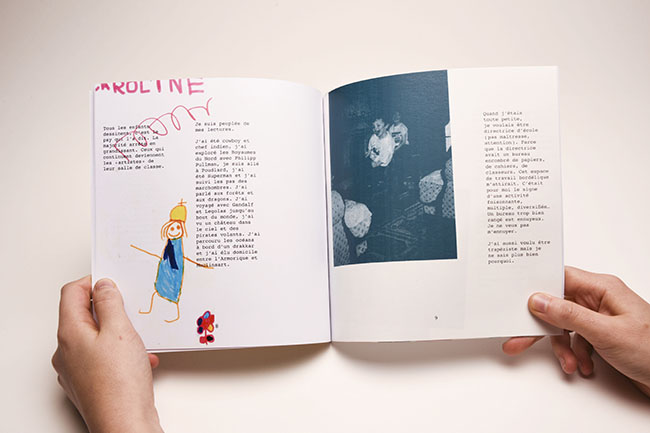 CAROLINE
Tous les enfants
dessinent, c'est le
pays qui l'a dit. La
majorité arrête en
grandissant. Ceux qui
continuent deviennent
les «artistes» de
leur salle de classe.
Je suis peuplée de
mes lectures.
J'ai été cowboy et
chef indien, j'ai
exploré les Royaumes
du Nord avec Philipp
Pullman, je suis allé
à Poudlard, j'ai
été Superman et j'ai
suivi les pas des
marchombres. J'ai
parlé aux forêts et
aux dragons. J'ai
voyagé avec Gandalf
et Legolas jusqu'au
bout du monde, j'ai
vu un château dans
le ciel et des
pirates volants. J'ai
parcouru les océans
à bord d'un drakkar
et j'ai élu domicile
entre l'Armorique et
Quand j'étais
toute petite,
je voulais être
directrice d'école
(pas maîtresse,
attention). Parce
que la directrice
avait un bureau
encombré de papiers,
de cahiers, de
classeurs. Cet espace
de travail bordélique
m'attirait. C'était
pour moi le signe
d'une activité
foisonnante,
multiple, diversifiée.
Un bureau trop bien
rangé est ennuyeux.
Je ne veux pas
m'ennuyer.
J'ai aussi voulu être
trapéziste mais je
ne sais plus bien
pourquoi.
9